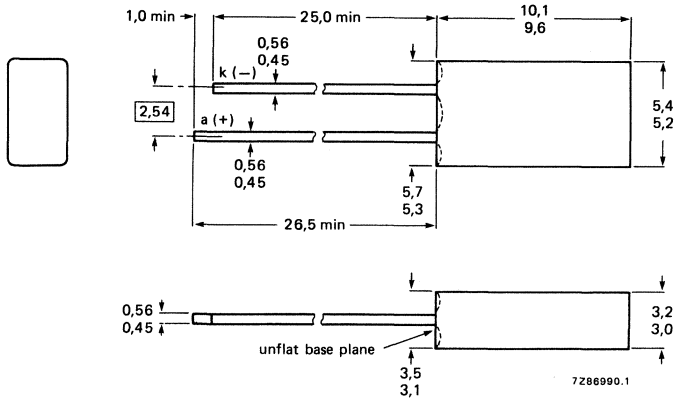 1,0 min
25,0 min
10,1
9,6
0,56
0,45
k (—)
2,54
a (+)
0,56
0,45
5,4
5,2
5,7
5,3
26,5 min
0,56
0,45
3,2
3,0
unflat base plane
3,5
3,1
7Z86990.1